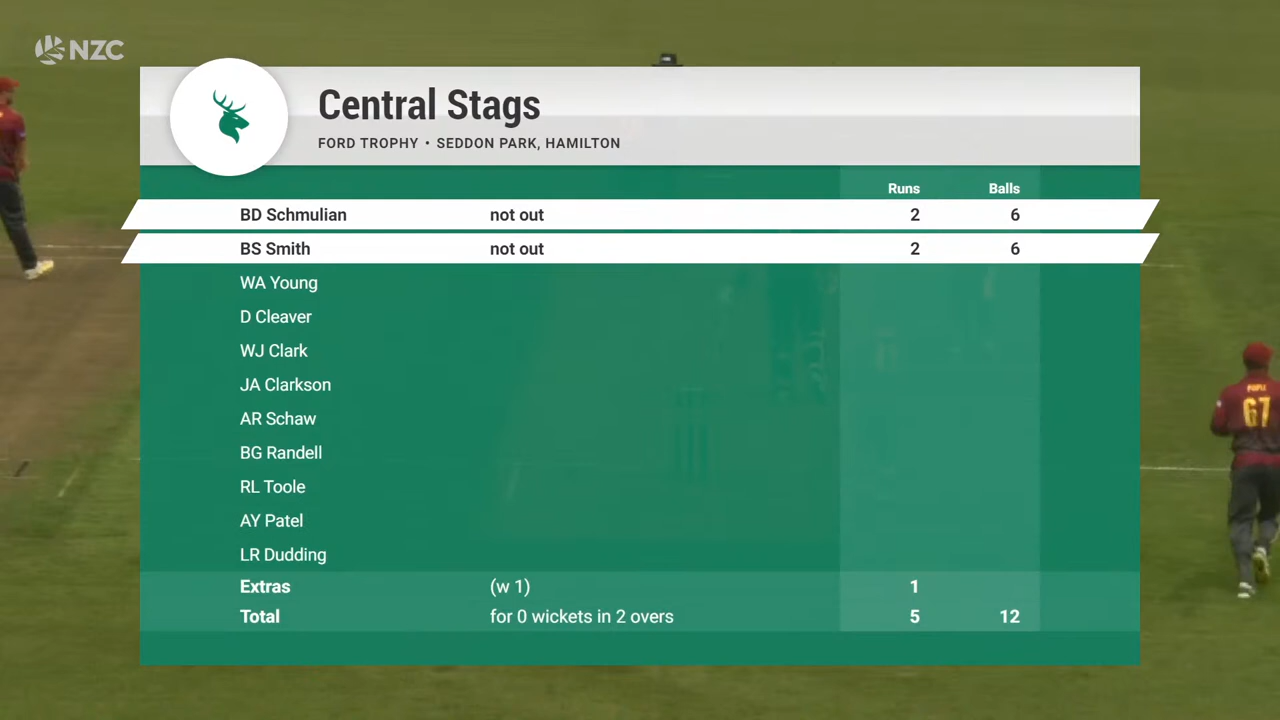 NZC
Central Stags
FORD TROPHY • SEDDON PARK, HAMILTON
Runs Balls
BD Schmulian not out 2 6
BS Smith not out 2 6
WA Young
D Cleaver
WJ Clark
JA Clarkson
AR Schaw
BG Randell
RL Toole
AY Patel
LR Dudding
Extras (w 1) 1
Total for 0 wickets in 2 overs 5 12
67